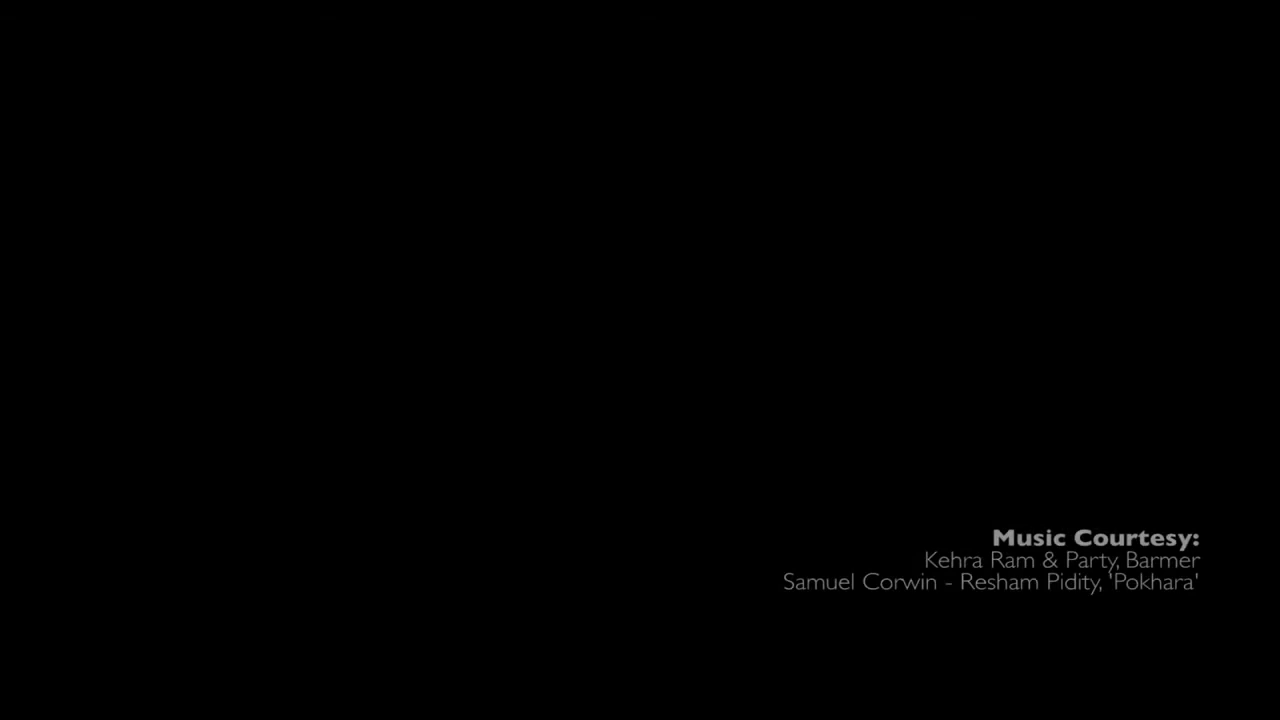 Music Courtesy:
Kehra Ram & Party, Barmer
Samuel Corwin - Resham Pidity, 'Pokhara'